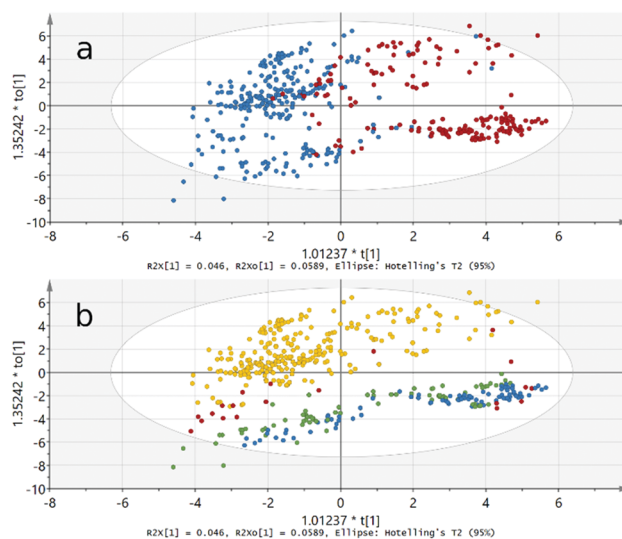 a
6
4
2
0
-2
-4
-6
-8
-10
1.35242 * to[1]
-8 -6 -4 -2 0 2 4 6
1.01237 * t[1]
R2X[1] = 0.046, R2Xo[1] = 0.0589, Ellipse: Hotelling's T2 (95%)
b
6
4
2
0
-2
-4
-6
-8
-10
1.35242 * to[1]
-8 -6 -4 -2 0 2 4 6
1.01237 * t[1]
R2X[1] = 0.046, R2Xo[1] = 0.0589, Ellipse: Hotelling's T2 (95%)